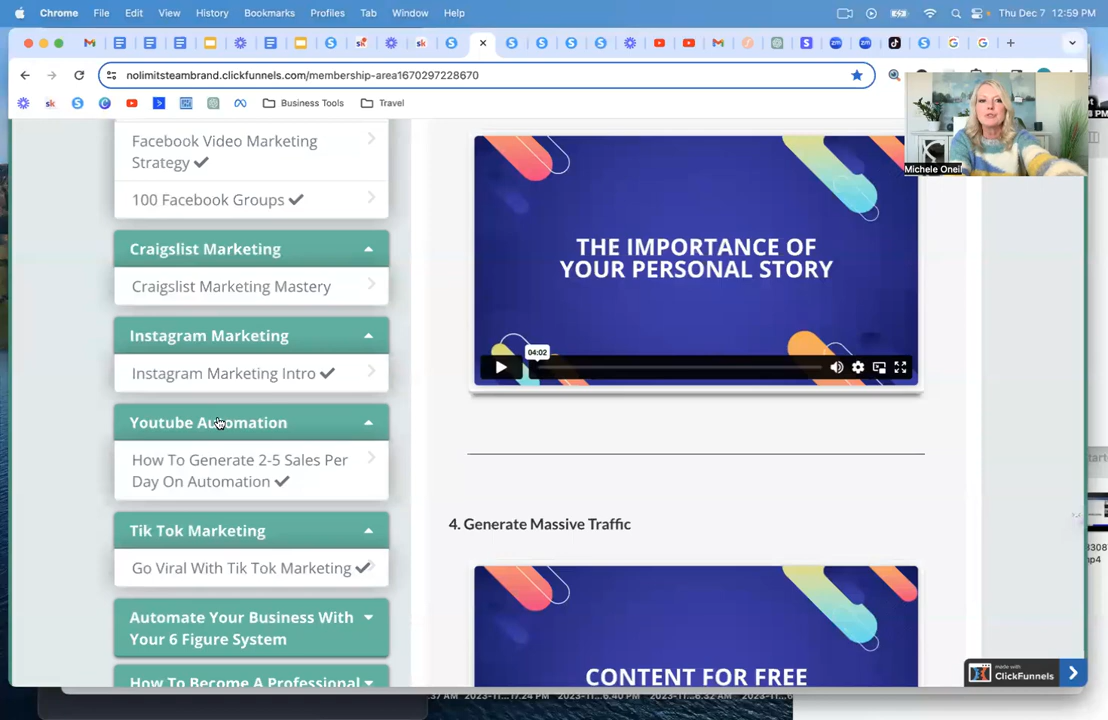 Chrome File Edit View History Bookmarks Profiles Tab Window Help
Thu Dec 7 12:59 PM
nolimitsteambrand.clickfunnels.com/membership-area1670297228670
Business Tools
Travel
Michele Oneil
Facebook Video Marketing
Strategy
100 Facebook Groups
Craigslist Marketing
Craigslist Marketing Mastery
Instagram Marketing
Instagram Marketing Intro
Youtube Automation
How To Generate 2-5 Sales Per
Day On Automation
Tik Tok Marketing
Go Viral With Tik Tok Marketing
Automate Your Business With
Your 6 Figure System
How To Become A Professional
THE IMPORTANCE OF
YOUR PERSONAL STORY
04:02
4. Generate Massive Traffic
CONTENT FOR FREE
made with
ClickFunnels